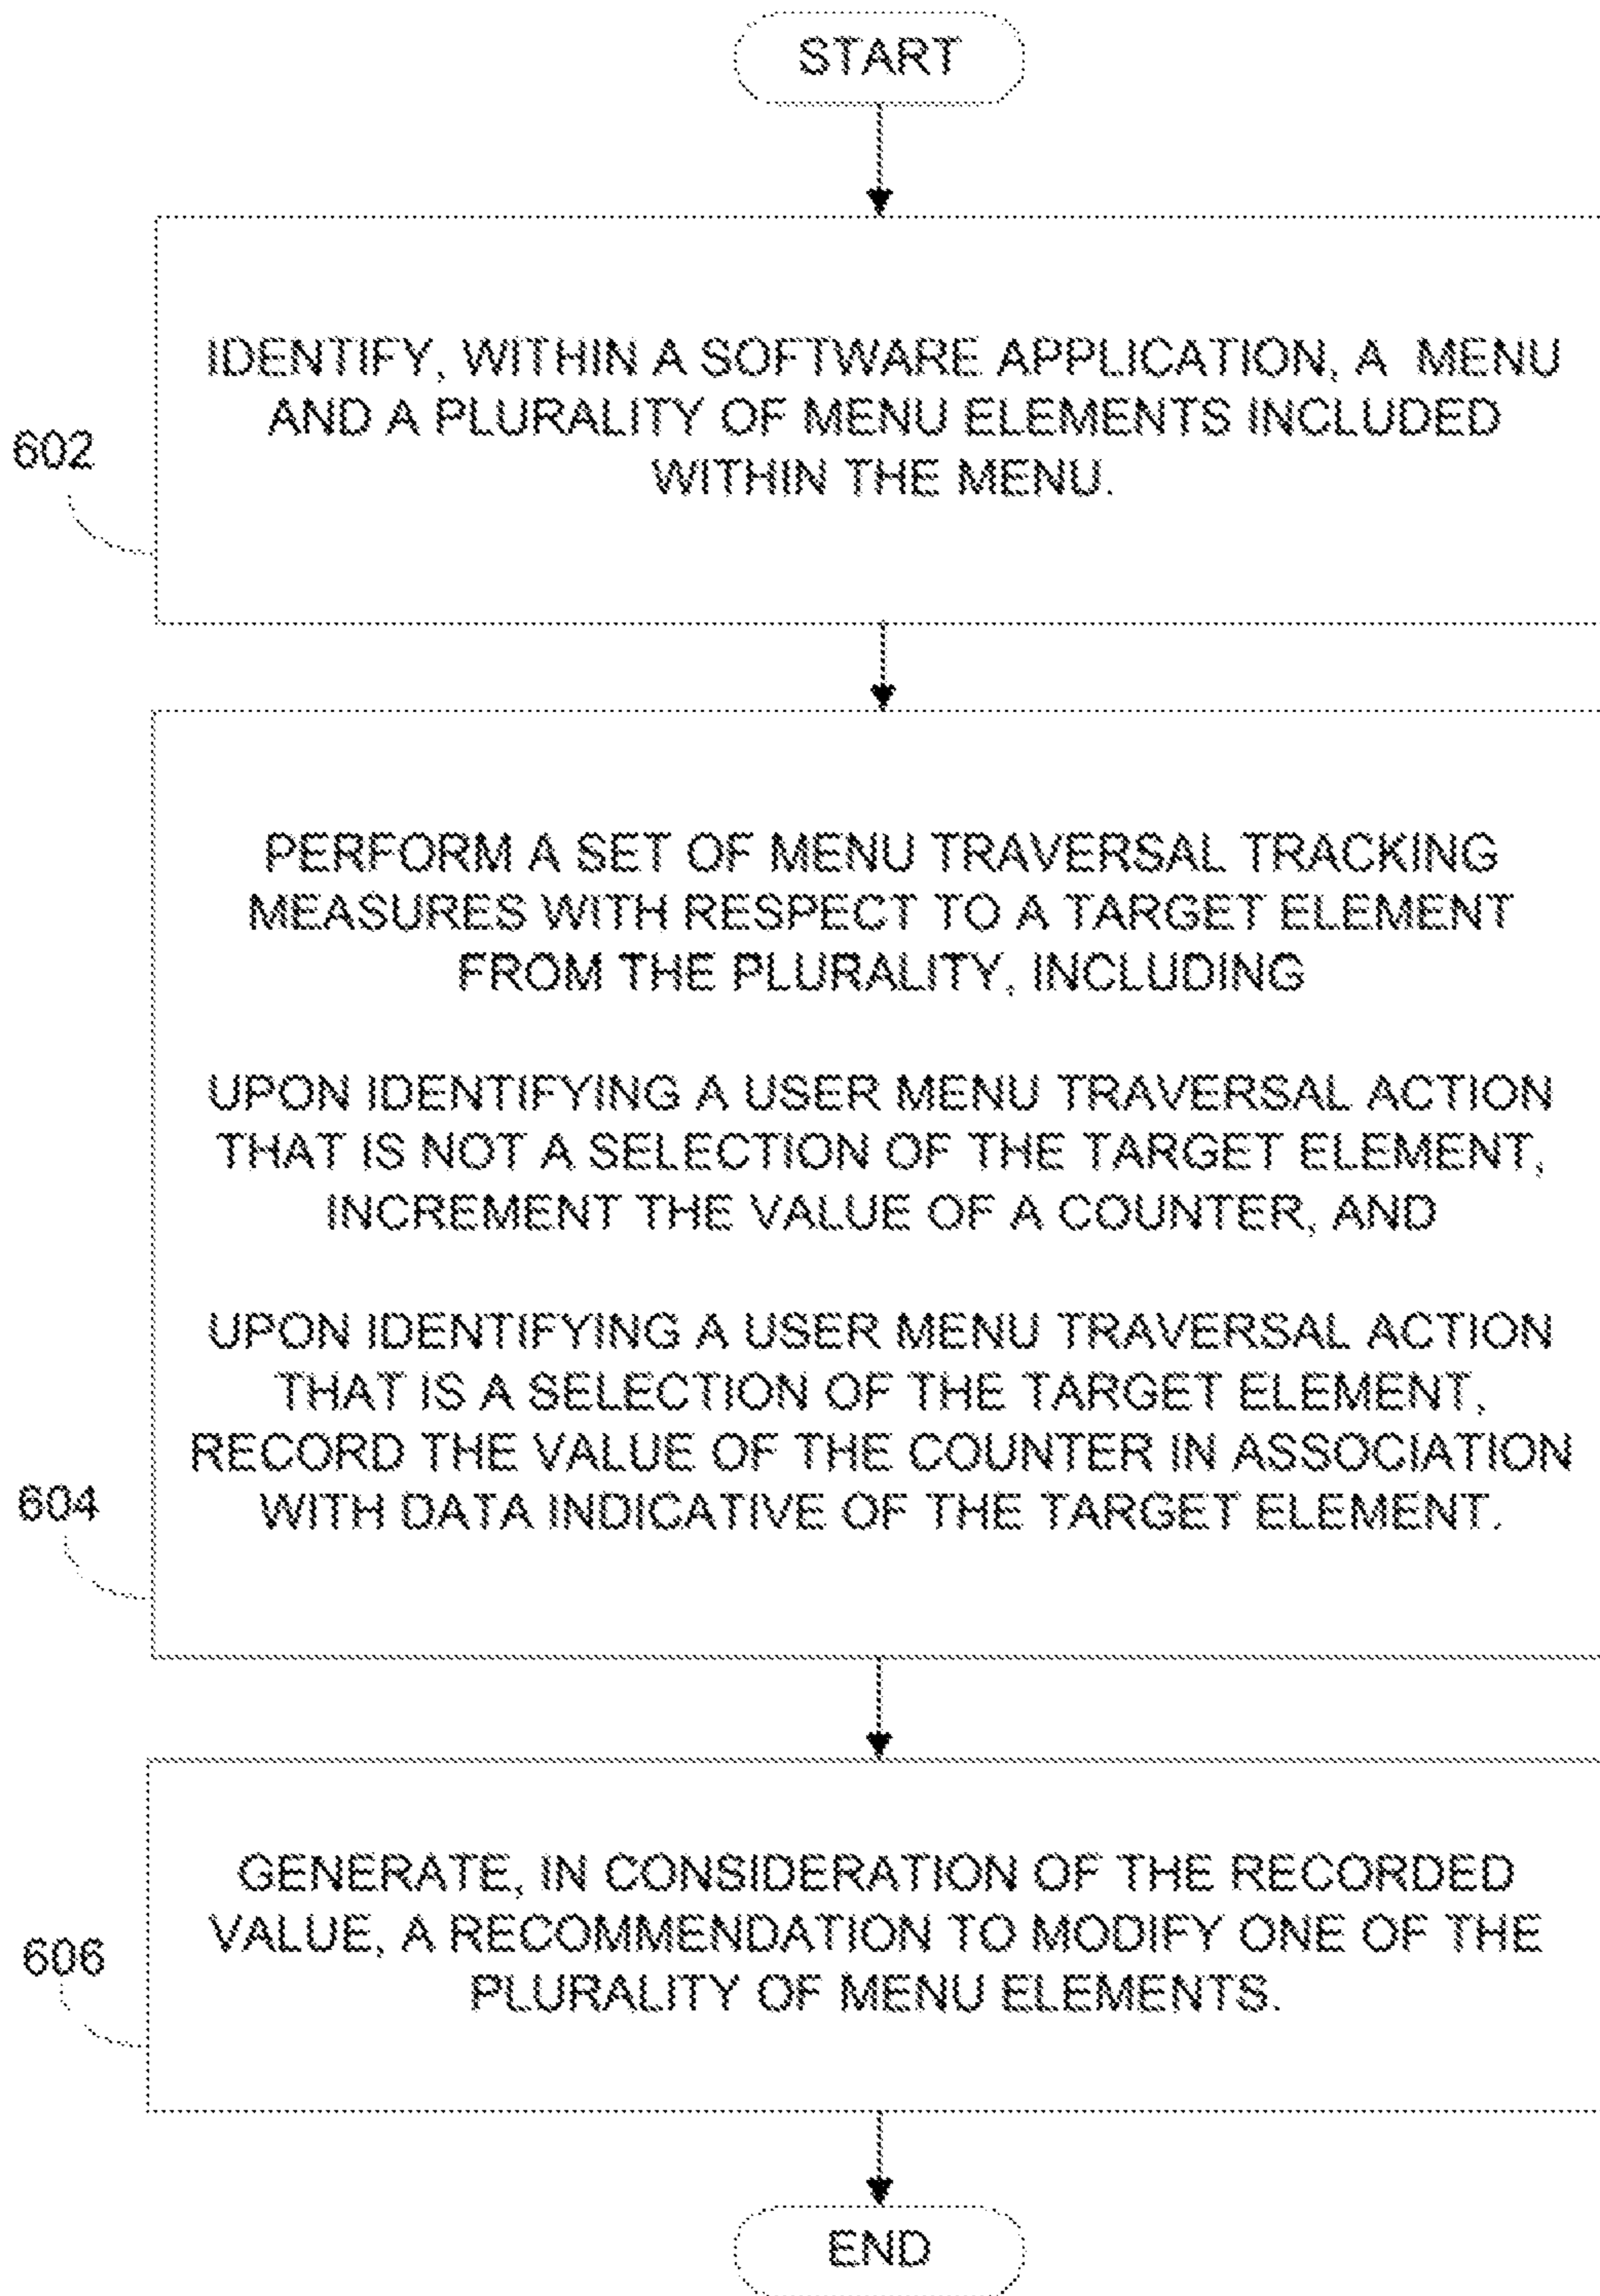 START
IDENTIFY, WITHIN A SOFTWARE APPLICATION, A MENU
AND A PLURALITY OF MENU ELEMENTS INCLUDED
WITHIN THE MENU.
602
PERFORM A SET OF MENU TRAVERSAL TRACKING
MEASURES WITH RESPECT TO A TARGET ELEMENT
FROM THE PLURALITY, INCLUDING
UPON IDENTIFYING A USER MENU TRAVERSAL ACTION
THAT IS NOT A SELECTION OF THE TARGET ELEMENT,
INCREMENT THE VALUE OF A COUNTER, AND
UPON IDENTIFYING A USER MENU TRAVERSAL ACTION
THAT IS A SELECTION OF THE TARGET ELEMENT,
RECORD THE VALUE OF THE COUNTER IN ASSOCIATION
WITH DATA INDICATIVE OF THE TARGET ELEMENT.
604
GENERATE, IN CONSIDERATION OF THE RECORDED
VALUE, A RECOMMENDATION TO MODIFY ONE OF THE
PLURALITY OF MENU ELEMENTS.
606
END